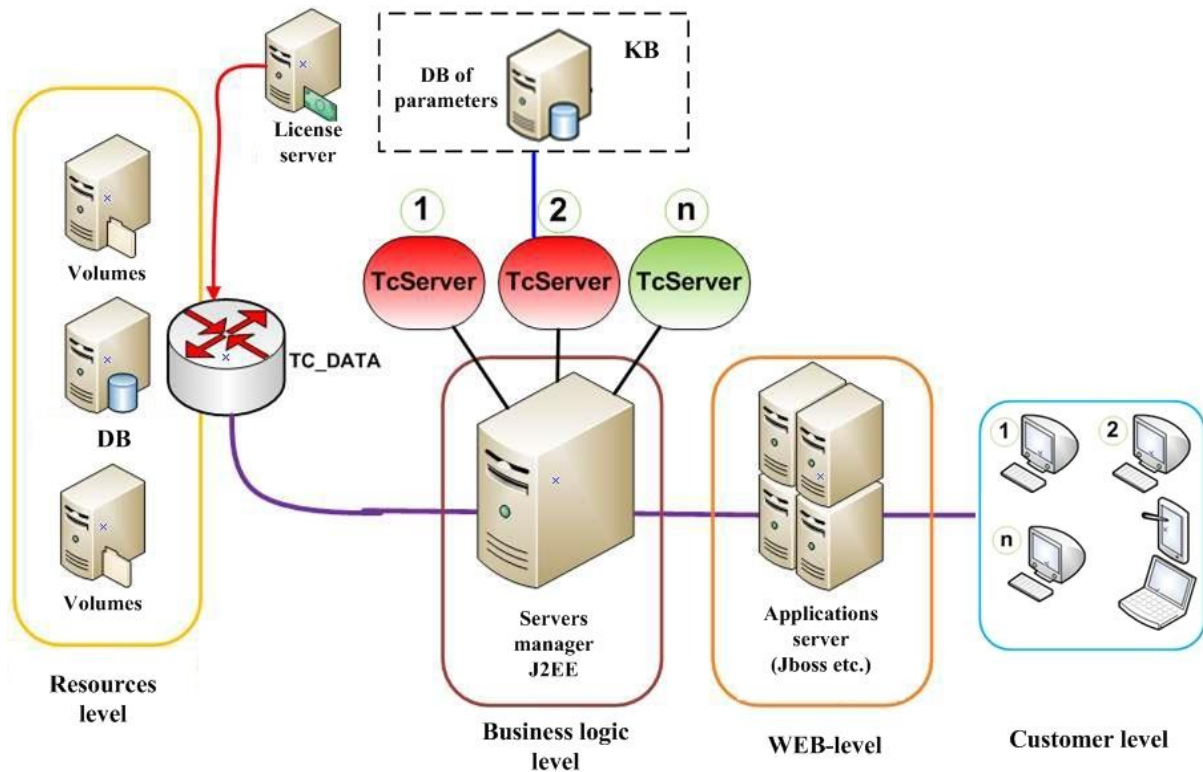 License
server
DB of
parameters
KB
1
2
n
TcServer
TcServer
TcServer
Volumes
DB
Volumes
TC_DATA
Servers
manager
J2EE
Applications
server
(Jboss etc.)
1
2
n
Resources
level
Business logic
level
WEB-level
Customer level